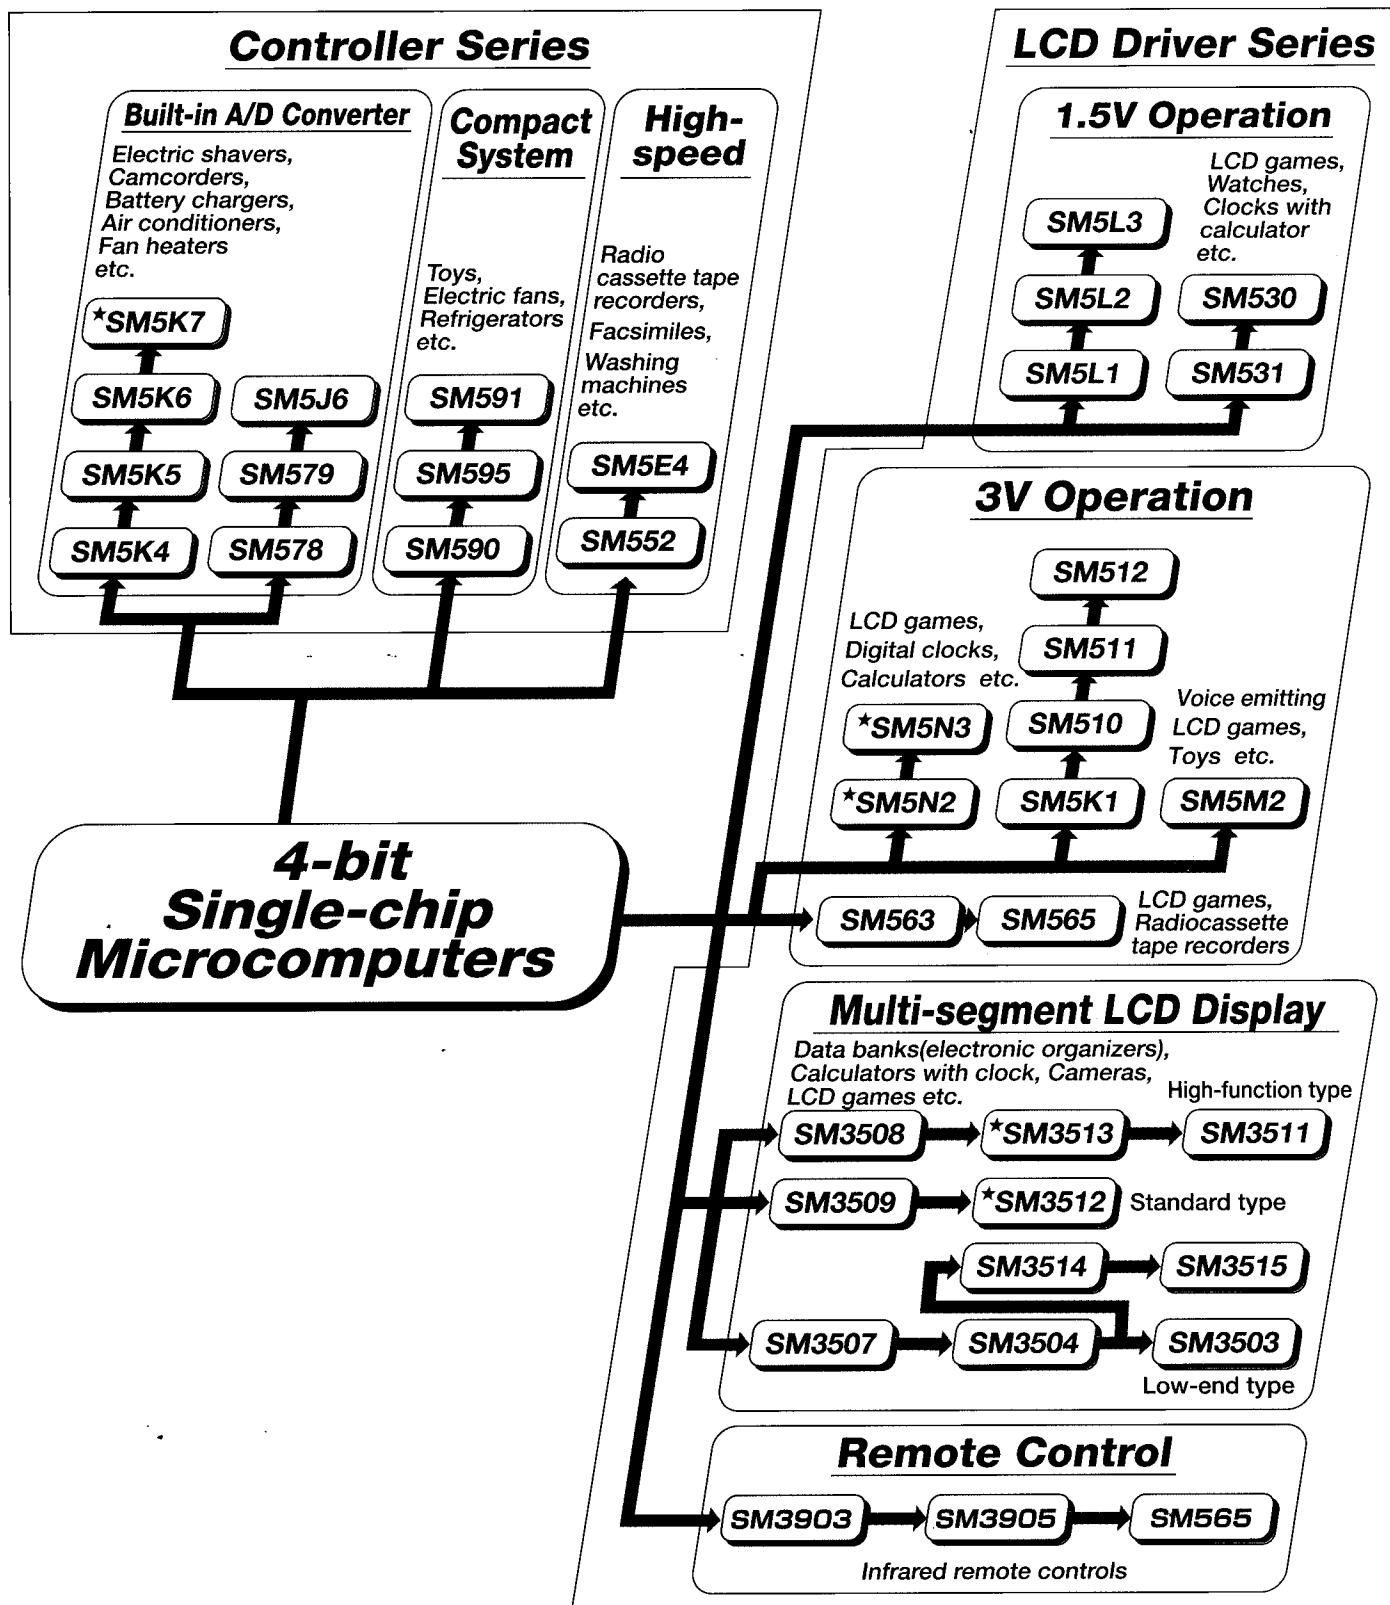 Controller Series
Built-in A/D Converter
Electric shavers,
Camcorders,
Battery chargers,
Air conditioners,
Fan heaters
etc.
★SM5K7
SM5K6
SM5K5
SM5K4
SM5J6
SM579
SM578
Compact
System
Toys,
Electric fans,
Refrigerators
etc.
SM591
SM595
SM590
High-
speed
Radio
cassette tape
recorders,
Facsimiles,
Washing
machines
etc.
SM5E4
SM552
4-bit
Single-chip
Microcomputers
LCD Driver Series
1.5V Operation
LCD games,
Watches,
Clocks with
calculator
etc.
SM5L3
SM5L2
SM5L1
SM530
SM531
3V Operation
SM512
SM511
SM510
SM5K1
LCD games,
Digital clocks,
Calculators etc.
★SM5N3
★SM5N2
Voice emitting
LCD games,
Toys etc.
SM5M2
SM563
SM565
LCD games,
Radiocassette
tape recorders
Multi-segment LCD Display
Data banks(electronic organizers),
Calculators with clock, Cameras,
LCD games etc.
High-function type
SM3508
★SM3513
SM3511
SM3509
★SM3512
Standard type
SM3514
SM3515
SM3507
SM3504
SM3503
Low-end type
Remote Control
SM3903
SM3905
SM565
Infrared remote controls